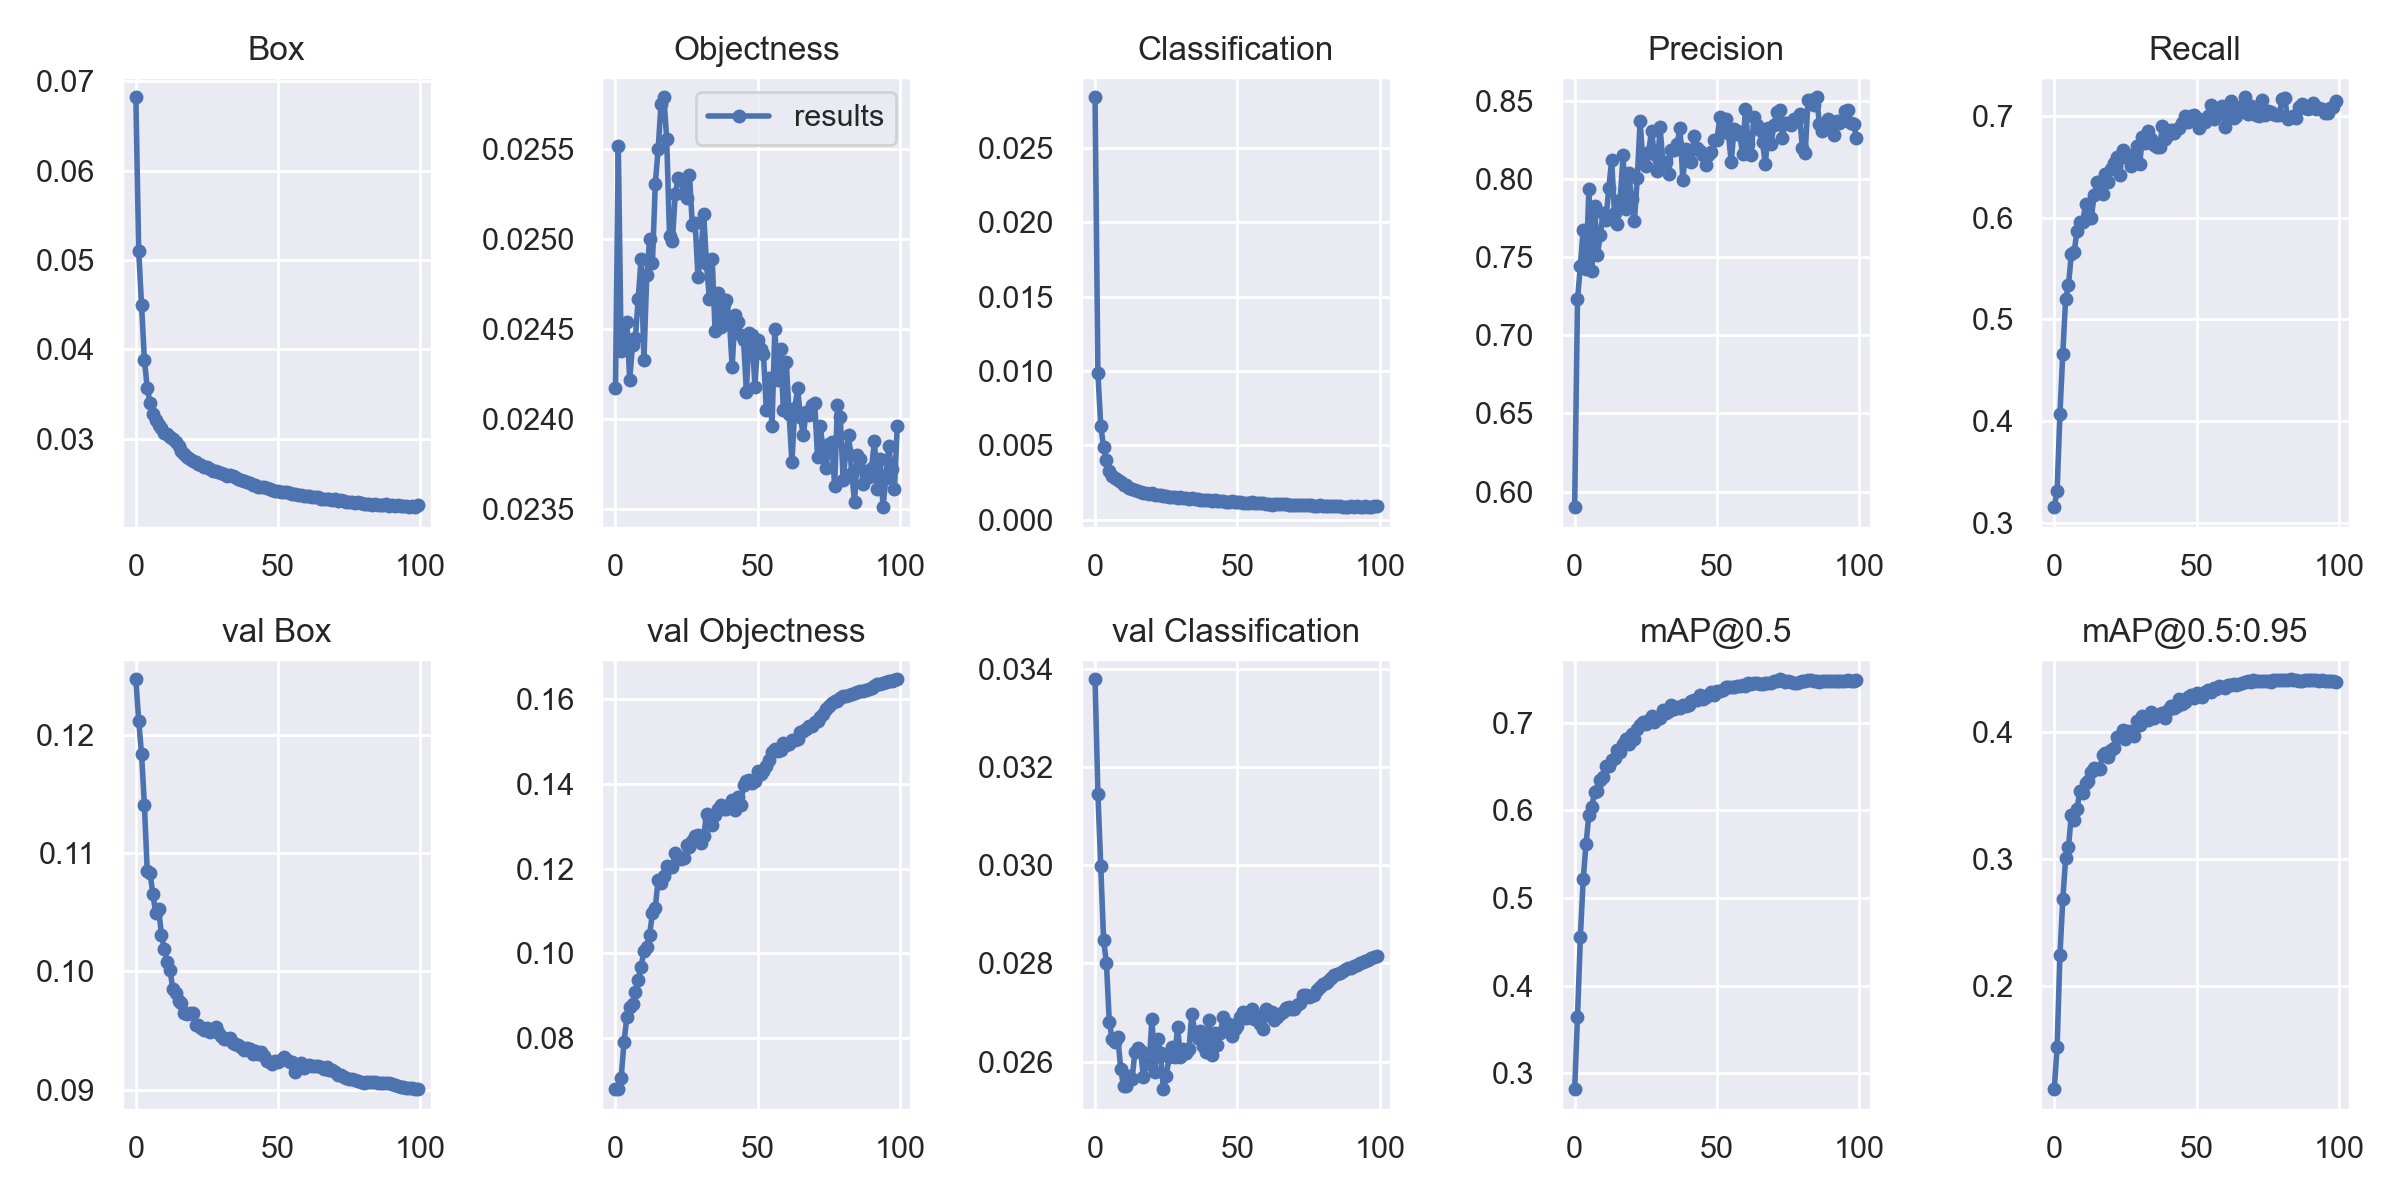 Box
0.07
0.06
0.05
0.04
0.03
0 50 100
Objectness
results
0.0255
0.0250
0.0245
0.0240
0.0235
0 50 100
Classification
0.025
0.020
0.015
0.010
0.005
0.000
0 50 100
Precision
0.85
0.80
0.75
0.70
0.65
0.60
0 50 100
Recall
0.7
0.6
0.5
0.4
0.3
0 50 100
val Box
0.12
0.11
0.10
0.09
0 50 100
val Objectness
0.16
0.14
0.12
0.10
0.08
0 50 100
val Classification
0.034
0.032
0.030
0.028
0.026
0 50 100
mAP@0.5
0.7
0.6
0.5
0.4
0.3
0 50 100
mAP@0.5:0.95
0.4
0.3
0.2
0 50 100